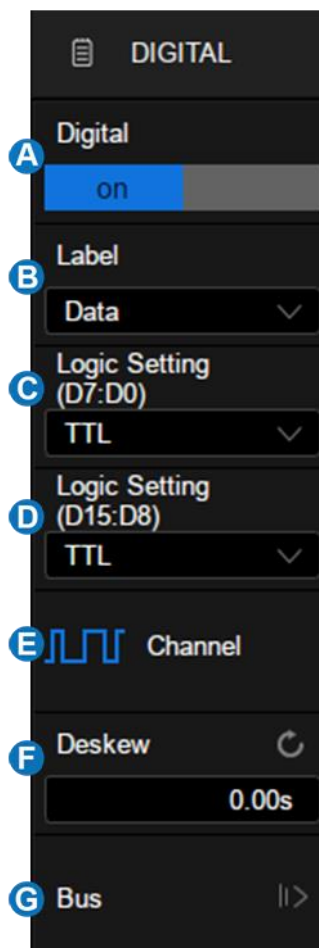 DIGITAL
Digital
A
on
Label
B
Data
Logic Setting
C
(D7:D0)
TTL
Logic Setting
D
(D15:D8)
TTL
E
Channel
Deskew
F
0.00s
G
Bus